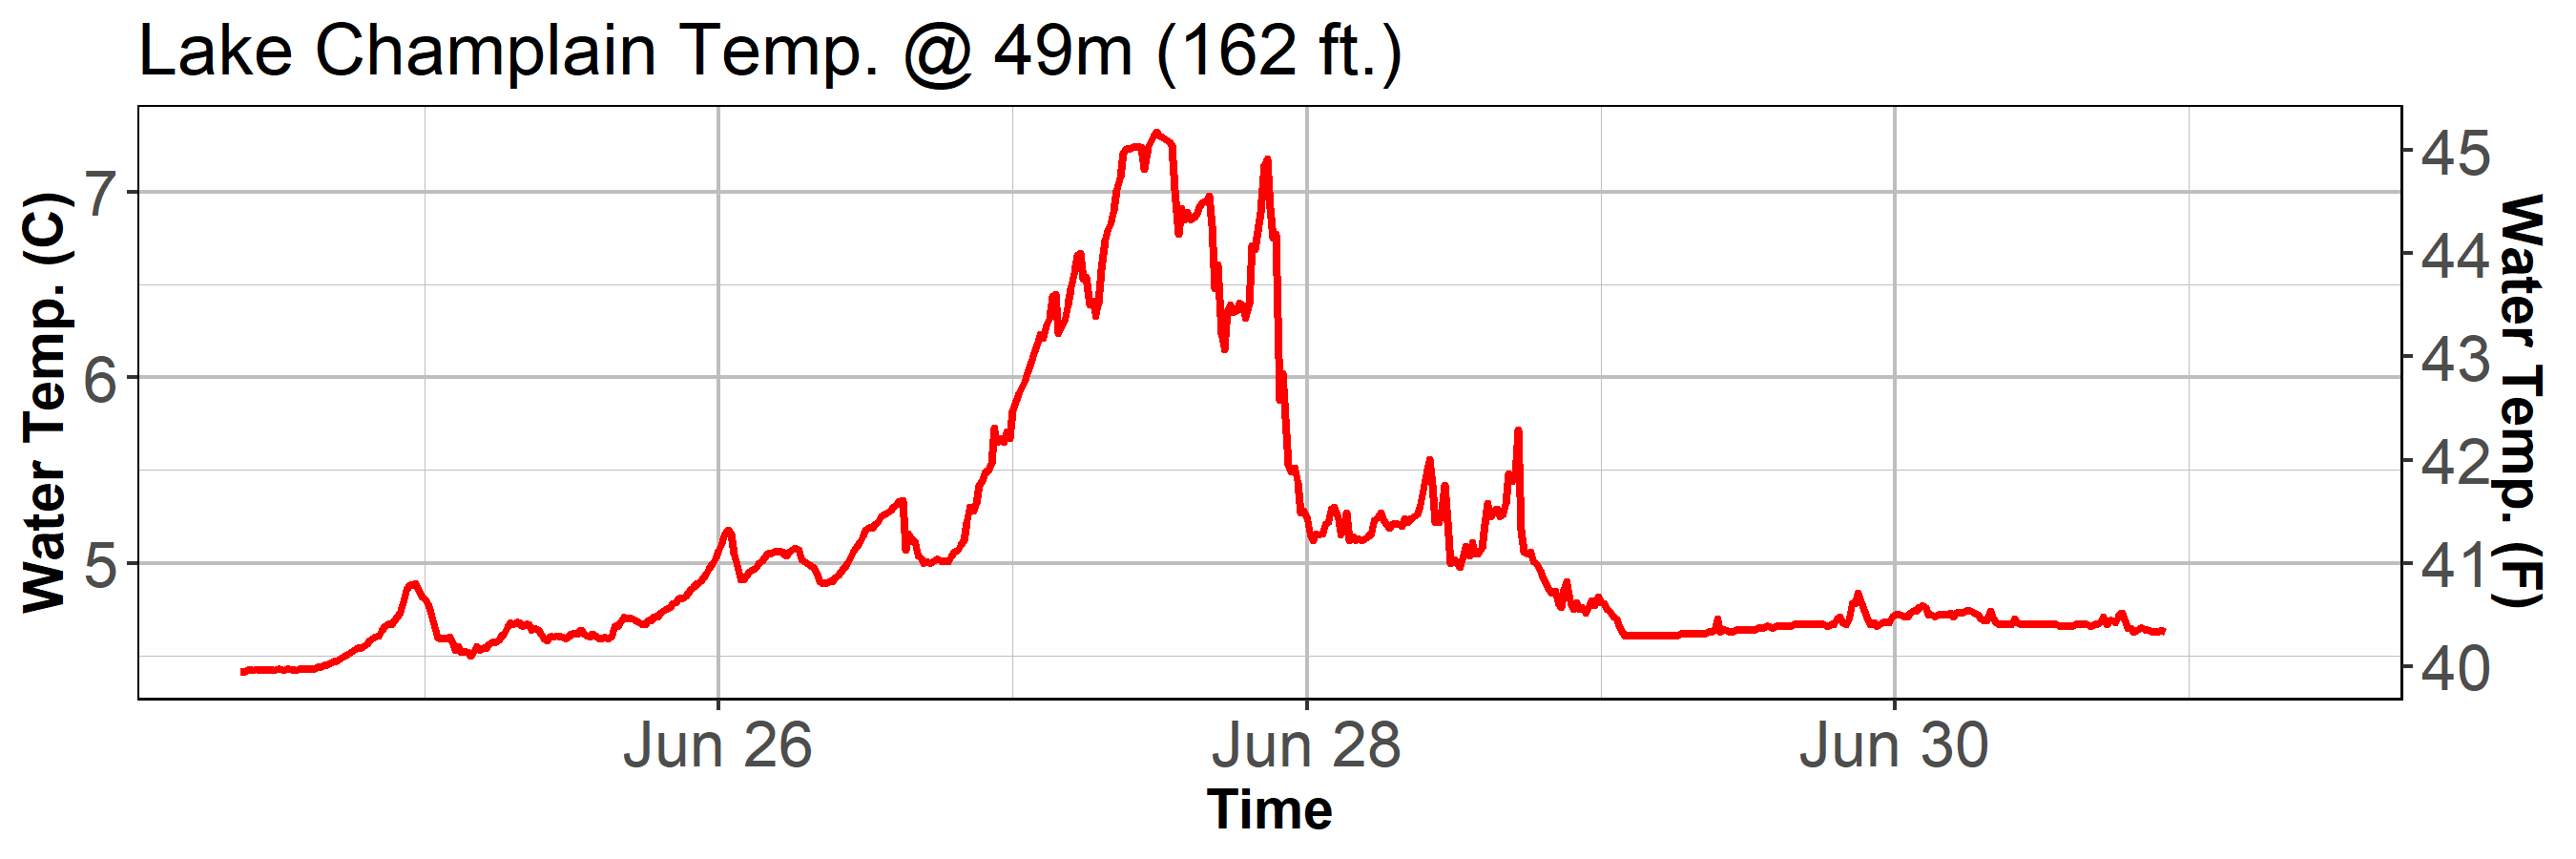 Lake Champlain Temp. @ 49m (162 ft.)
Water Temp. (C)
7
6
5
45
44
43
42
41
40
Water Temp. (F)
Jun 26
Jun 28
Jun 30
Time